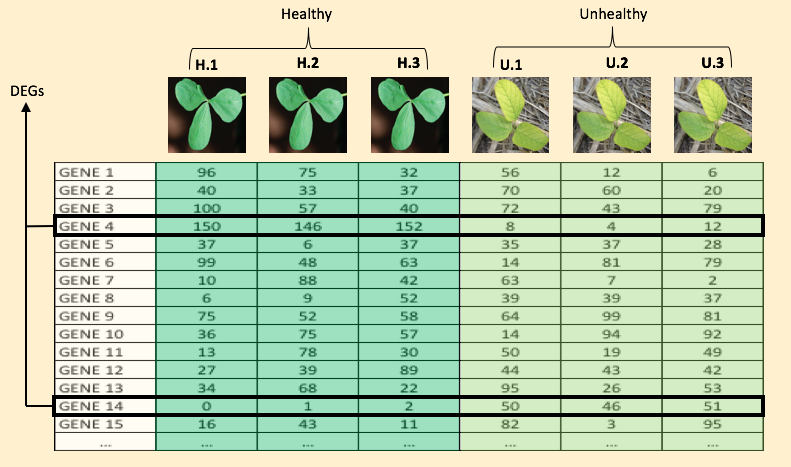 Healthy Unhealthy
H.1 H.2 H.3 U.1 U.2 U.3
DEGs
GENE 1 96 75 32 56 12 6
GENE 2 40 33 37 70 60 20
GENE 3 100 57 40 72 43 79
GENE 4 150 146 152 8 4 12
GENE 5 37 6 37 35 37 28
GENE 6 99 48 63 14 81 79
GENE 7 10 88 42 63 7 2
GENE 8 6 9 52 39 39 37
GENE 9 75 52 58 64 99 81
GENE 10 36 75 57 14 94 92
GENE 11 13 78 30 50 19 49
GENE 12 27 39 89 44 43 42
GENE 13 34 68 22 95 26 53
GENE 14 0 1 2 50 46 51
GENE 15 16 43 11 82 3 95
... ... ... ... ... ... ...